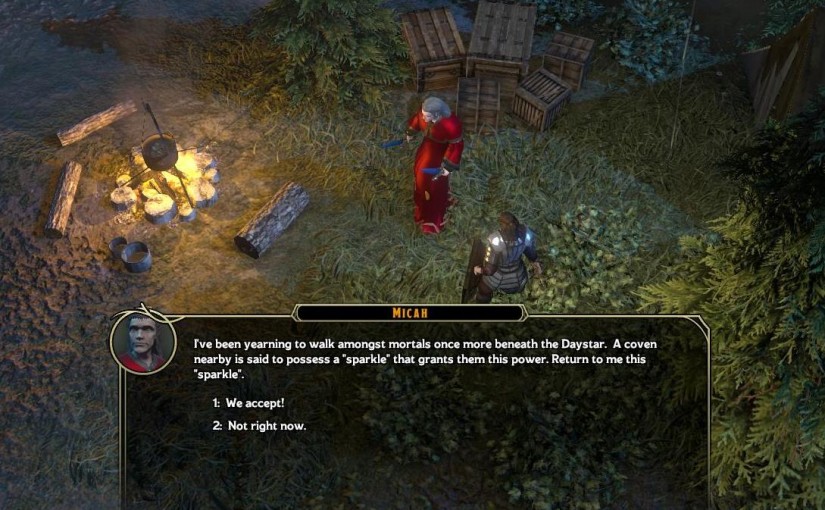 Micah
I've been yearning to walk amongst mortals once more beneath the Daystar.  A coven
nearby is said to possess a "sparkle" that grants them this power. Return to me this
"sparkle".
1:  We accept!
2:  Not right now.